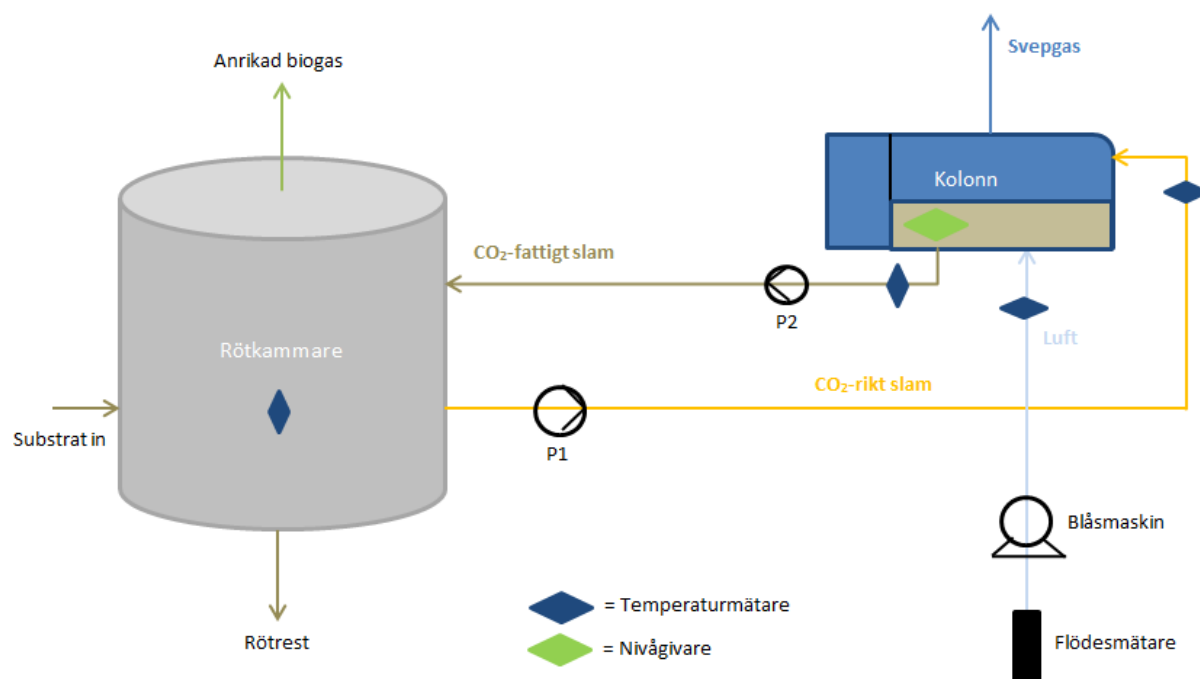 Svepgas
Anrikad biogas
Kolonn
CO₂-fattigt slam
P2
Luft
Rötkammare
CO₂-rikt slam
Substrat in
P1
Blåsmaskin
= Temperaturmätare
Rötrest
= Nivågivare
Flödesmätare